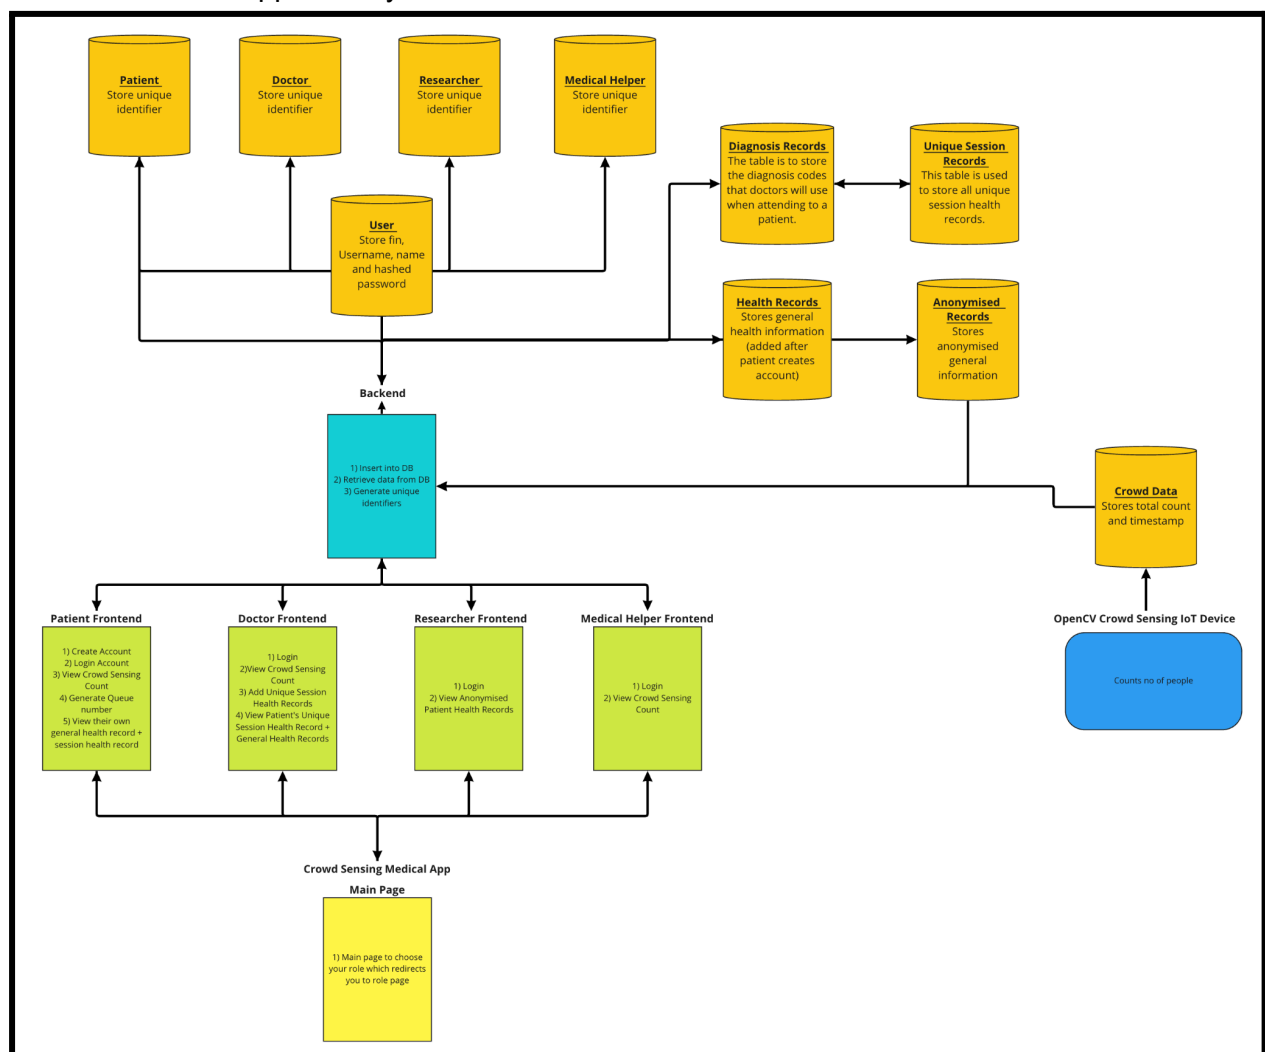 Patient
Store unique
identifier
Doctor
Store unique
identifier
Researcher
Store unique
identifier
Medical Helper
Store unique
identifier
User
Store fin,
Username, name
and hashed
password
Diagnosis Records
The table is to store
the diagnosis codes
that doctors will use
when attending to a
patient.
Unique Session
Records
This table is used
to store all unique
session health
records.
Health Records
Stores general
health information
(added after
patient creates
account)
Anonymised
Records
Stores
anonymised
general
information
Backend
1) Insert into DB
2) Retrieve data from DB
3) Generate unique
identifiers
Crowd Data
Stores total count
and timestamp
OpenCV Crowd Sensing IoT Device
Counts no of people
Patient Frontend
1) Create Account
2) Login Account
3) View Crowd Sensing
Count
4) Generate Queue
number
5) View their own
general health record +
session health record
Doctor Frontend
1) Login
2)View Crowd Sensing
Count
3) Add Unique Session
Health Records
4) View Patient's Unique
Session Health Record +
General Health Records
Researcher Frontend
1) Login
2) View Anonymised
Patient Health Records
Medical Helper Frontend
1) Login
2) View Crowd Sensing
Count
Crowd Sensing Medical App
Main Page
1) Main page to choose
your role which redirects
you to role page